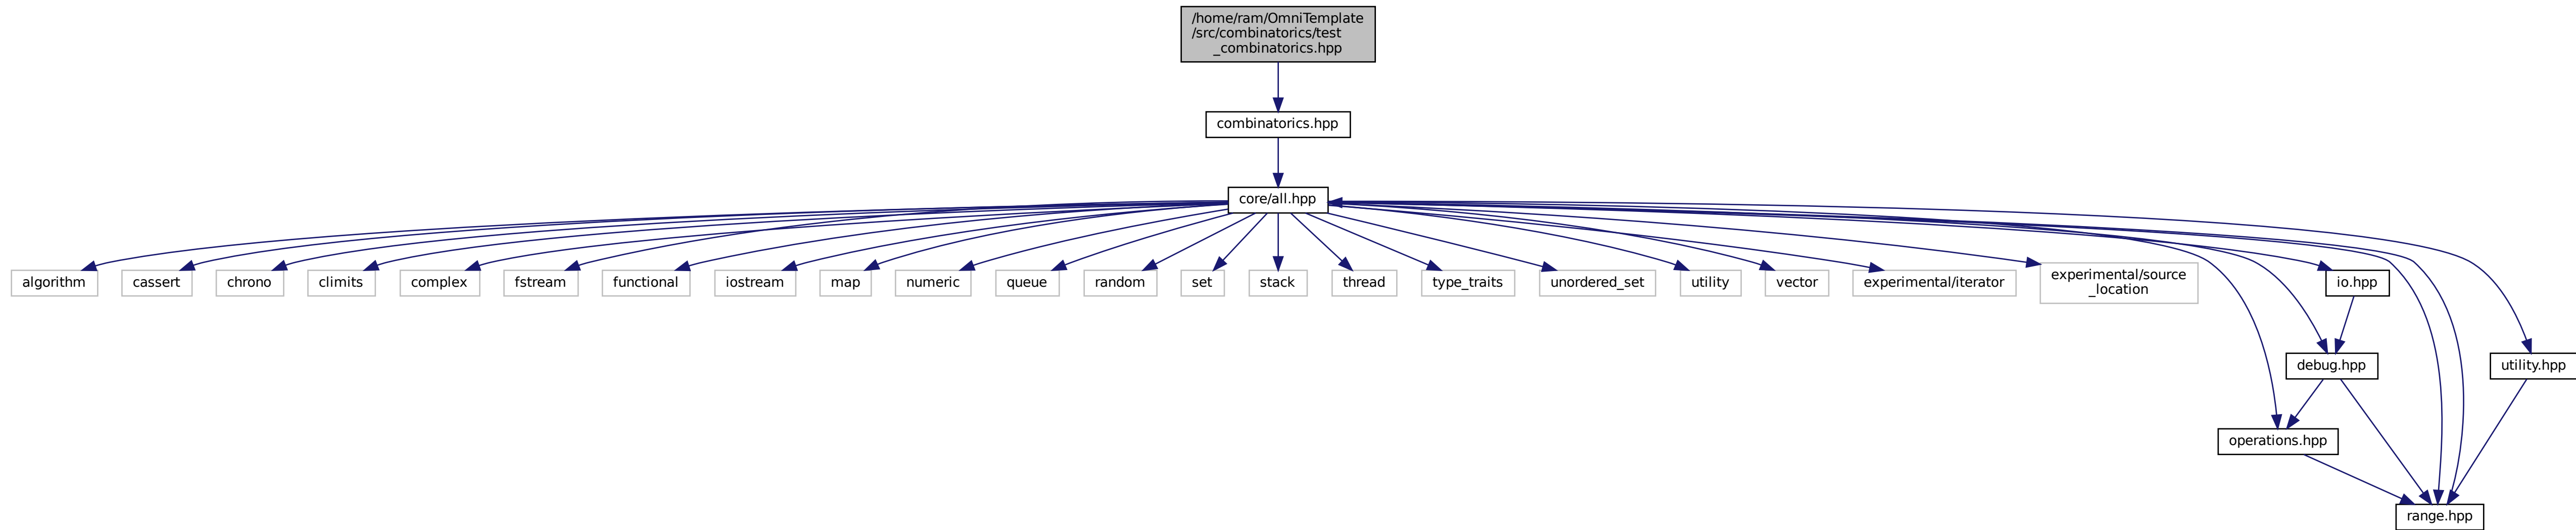 /home/ram/OmniTemplate
/src/combinatorics/test
_combinatorics.hpp
combinatorics.hpp
core/all.hpp
algorithm
cassert
chrono
climits
complex
fstream
functional
iostream
map
numeric
queue
random
set
stack
thread
type_traits
unordered_set
utility
vector
experimental/iterator
experimental/source
_location
io.hpp
debug.hpp
utility.hpp
operations.hpp
range.hpp